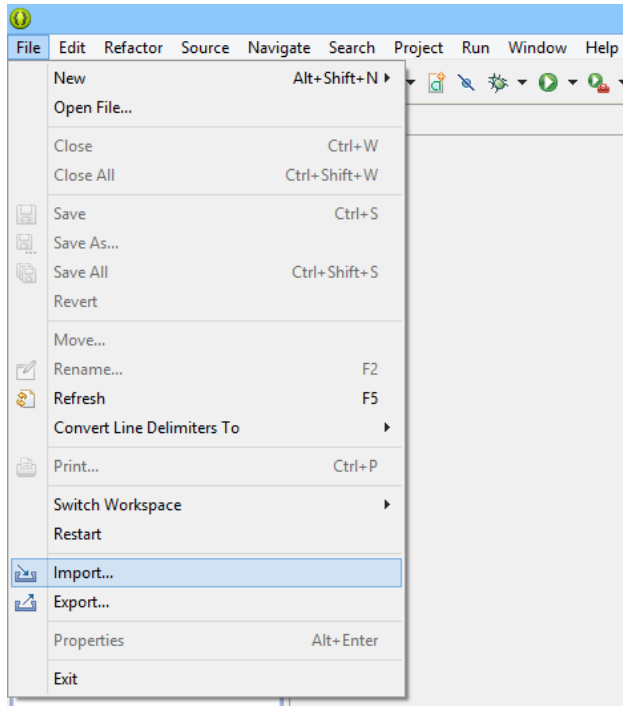 File Edit Refactor Source Navigate Search Project Run Window Help
New Alt+Shift+N
Open File...
Close Ctrl+W
Close All Ctrl+Shift+W
Save Ctrl+S
Save As...
Save All Ctrl+Shift+S
Revert
Move...
Rename... F2
Refresh F5
Convert Line Delimiters To
Print... Ctrl+P
Switch Workspace
Restart
Import...
Export...
Properties Alt+Enter
Exit